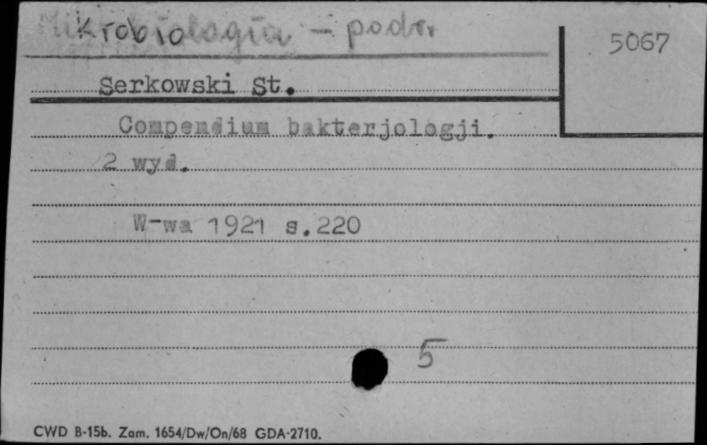 Mikrobiologia - podr.
5067
Serkowski St.
Compendium bakterjologji.
2 wyd.
W-wa 1921 s.220
5
CWD B-15b. Zam. 1654/Dw/On/68 GDA-2710.